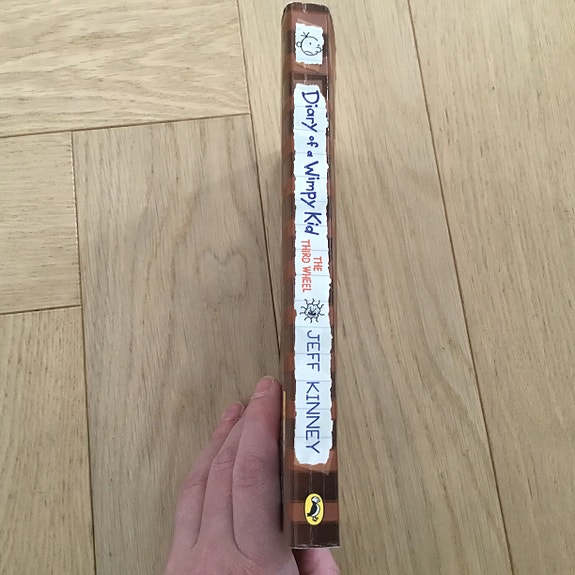 Diary of a Wimpy Kid
THE
THIRD WHEEL
JEFF KINNEY